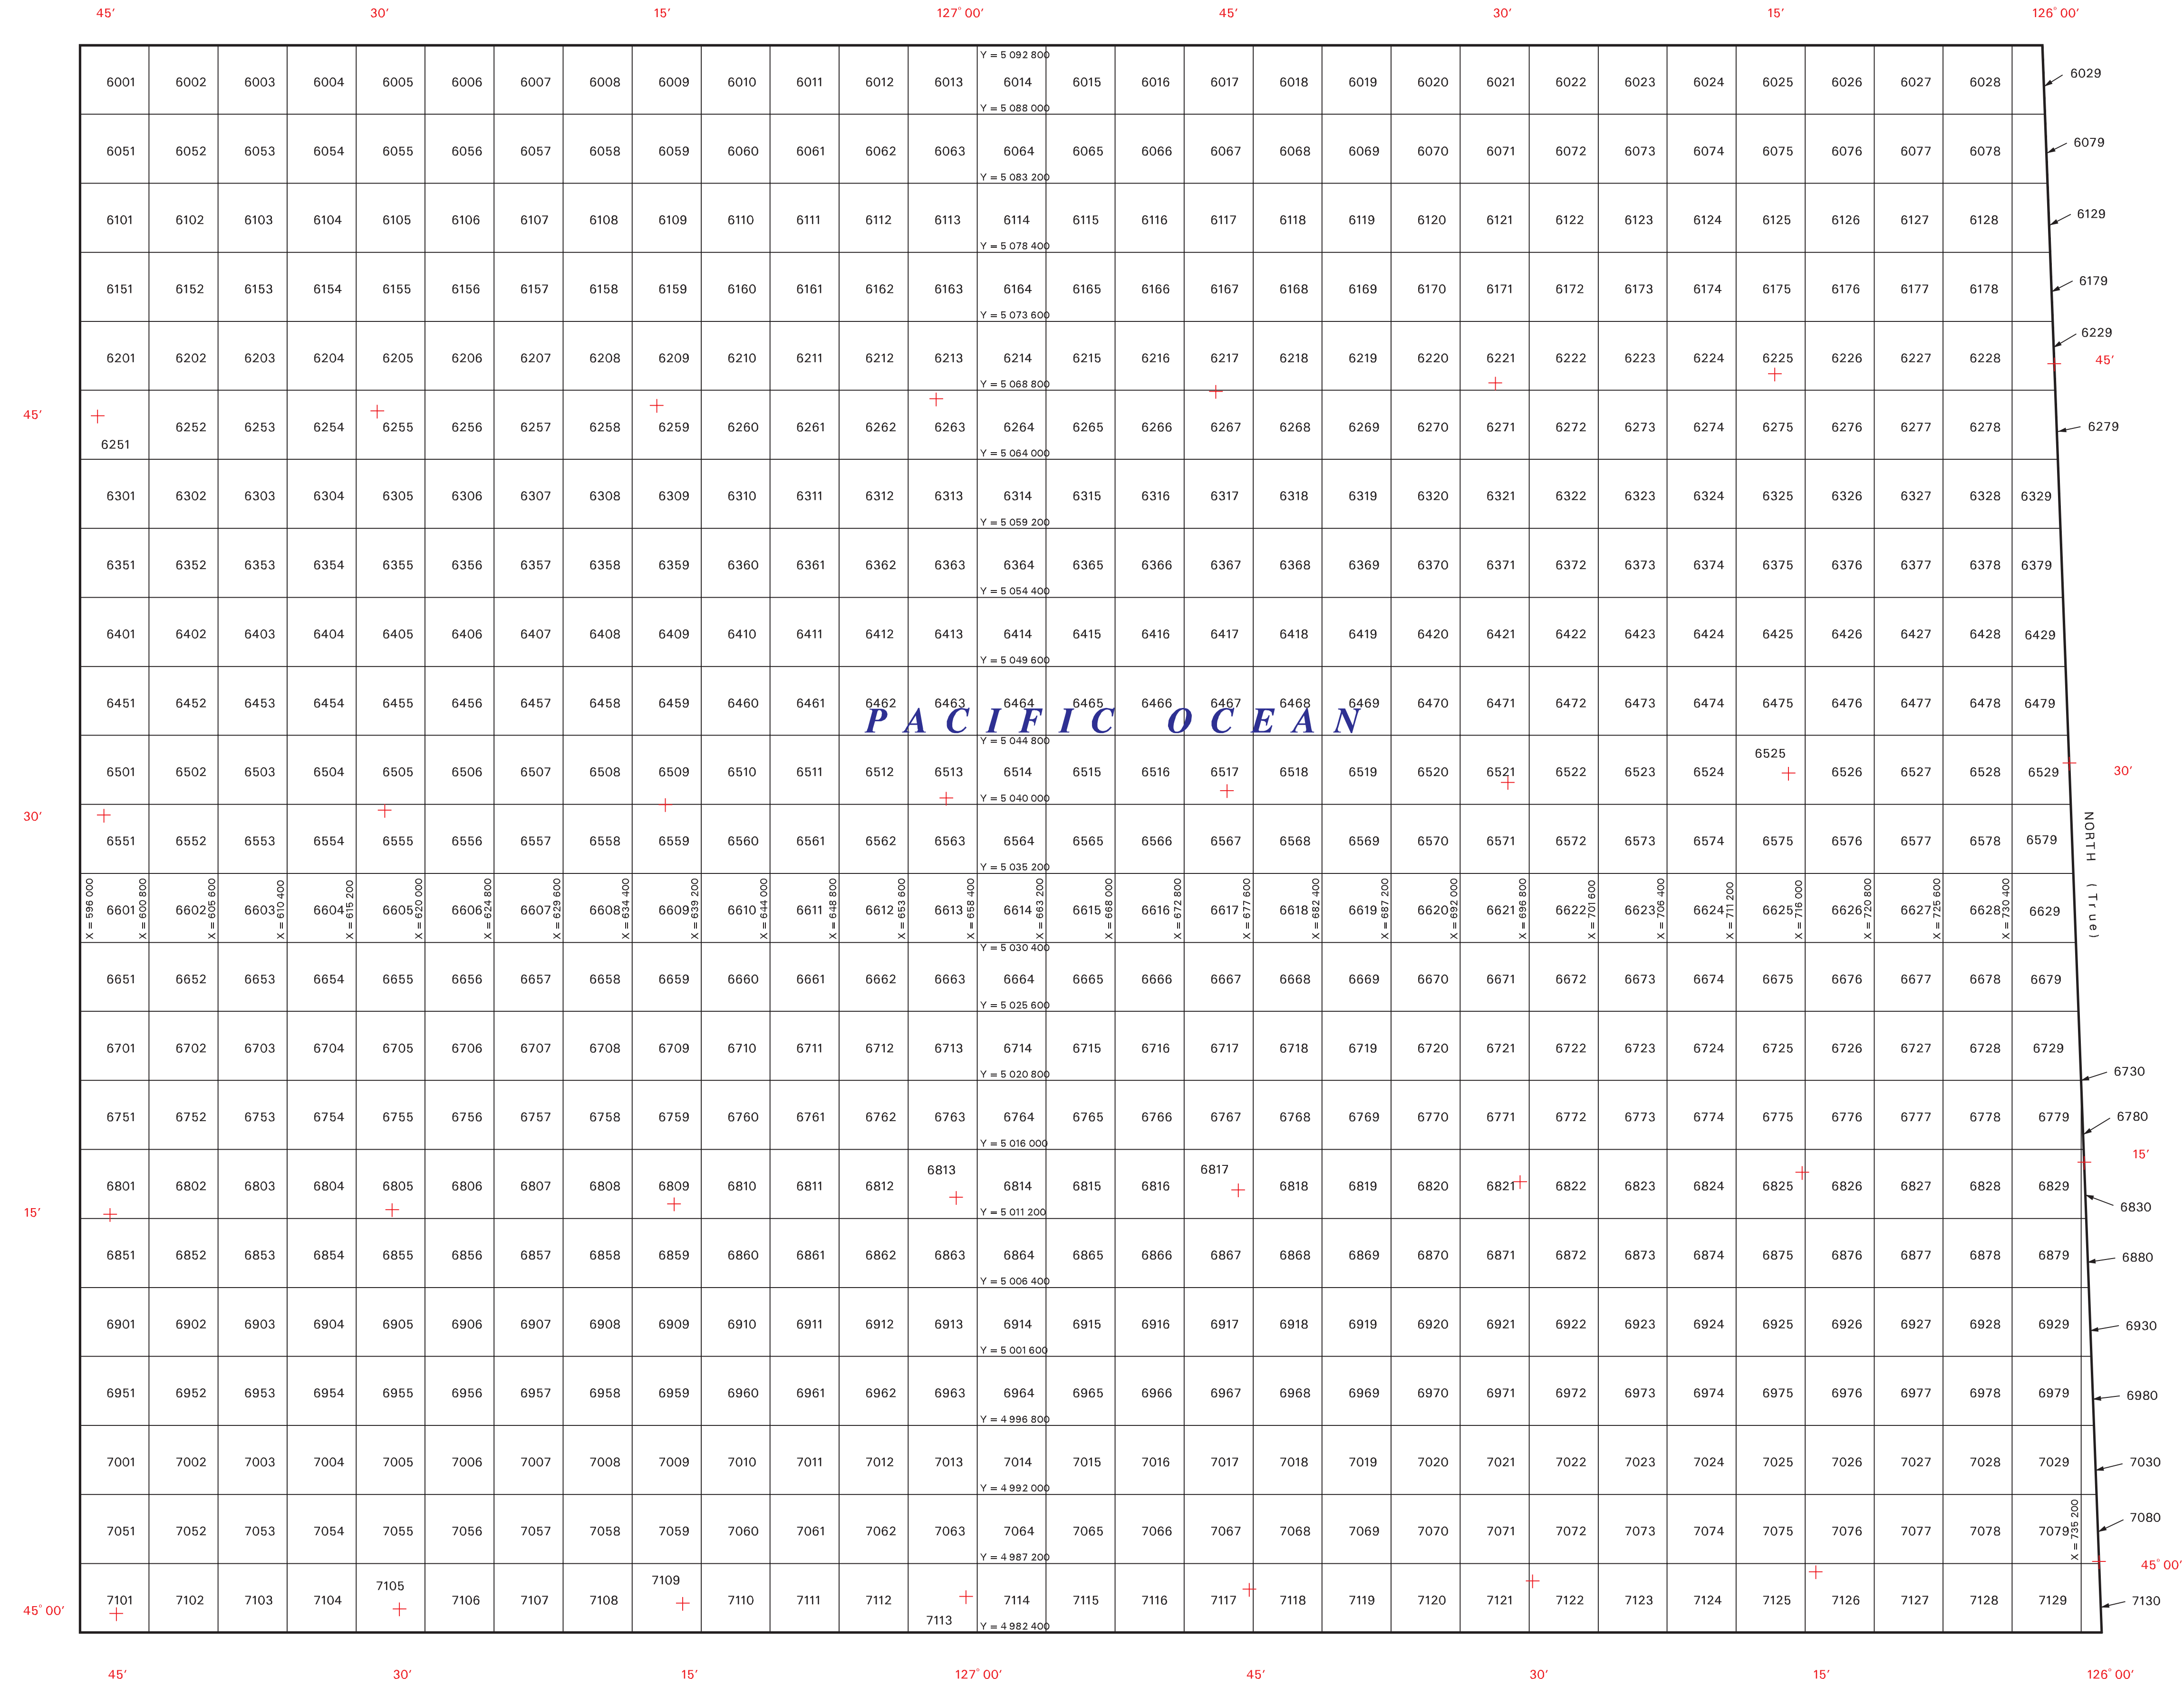 45′ 30′ 15′ 127° 00′ 45′ 30′ 15′ 126° 00′
Y = 5 092 800
6001 6002 6003 6004 6005 6006 6007 6008 6009 6010 6011 6012 6013 6014 6015 6016 6017 6018 6019 6020 6021 6022 6023 6024 6025 6026 6027 6028 6029
Y = 5 088 000
6051 6052 6053 6054 6055 6056 6057 6058 6059 6060 6061 6062 6063 6064 6065 6066 6067 6068 6069 6070 6071 6072 6073 6074 6075 6076 6077 6078 6079
Y = 5 083 200
6101 6102 6103 6104 6105 6106 6107 6108 6109 6110 6111 6112 6113 6114 6115 6116 6117 6118 6119 6120 6121 6122 6123 6124 6125 6126 6127 6128 6129
Y = 5 078 400
6151 6152 6153 6154 6155 6156 6157 6158 6159 6160 6161 6162 6163 6164 6165 6166 6167 6168 6169 6170 6171 6172 6173 6174 6175 6176 6177 6178 6179
Y = 5 073 600
6201 6202 6203 6204 6205 6206 6207 6208 6209 6210 6211 6212 6213 6214 6215 6216 6217 6218 6219 6220 6221 6222 6223 6224 6225 6226 6227 6228 6229
45′
Y = 5 068 800
45′
6251 6252 6253 6254 6255 6256 6257 6258 6259 6260 6261 6262 6263 6264 6265 6266 6267 6268 6269 6270 6271 6272 6273 6274 6275 6276 6277 6278 6279
Y = 5 064 000
6301 6302 6303 6304 6305 6306 6307 6308 6309 6310 6311 6312 6313 6314 6315 6316 6317 6318 6319 6320 6321 6322 6323 6324 6325 6326 6327 6328 6329
Y = 5 059 200
6351 6352 6353 6354 6355 6356 6357 6358 6359 6360 6361 6362 6363 6364 6365 6366 6367 6368 6369 6370 6371 6372 6373 6374 6375 6376 6377 6378 6379
Y = 5 054 400
6401 6402 6403 6404 6405 6406 6407 6408 6409 6410 6411 6412 6413 6414 6415 6416 6417 6418 6419 6420 6421 6422 6423 6424 6425 6426 6427 6428 6429
Y = 5 049 600
6451 6452 6453 6454 6455 6456 6457 6458 6459 6460 6461 6462 6463 6464 6465 6466 6467 6468 6469 6470 6471 6472 6473 6474 6475 6476 6477 6478 6479
PACIFIC OCEAN
Y = 5 044 800
6501 6502 6503 6504 6505 6506 6507 6508 6509 6510 6511 6512 6513 6514 6515 6516 6517 6518 6519 6520 6521 6522 6523 6524 6525 6526 6527 6528 6529
30′
Y = 5 040 000
30′
6551 6552 6553 6554 6555 6556 6557 6558 6559 6560 6561 6562 6563 6564 6565 6566 6567 6568 6569 6570 6571 6572 6573 6574 6575 6576 6577 6578 6579
Y = 5 035 200
NORTH (True)
X = 596 000 X = 600 800 X = 605 600 X = 610 400 X = 615 200 X = 620 000 X = 624 800 X = 629 600 X = 634 400 X = 639 200 X = 644 000 X = 648 800 X = 653 600 X = 658 400 X = 663 200 X = 668 000 X = 672 800 X = 677 600 X = 682 400 X = 687 200 X = 692 000 X = 696 800 X = 701 600 X = 706 400 X = 711 200 X = 716 000 X = 720 800 X = 725 600 X = 730 400
6601 6602 6603 6604 6605 6606 6607 6608 6609 6610 6611 6612 6613 6614 6615 6616 6617 6618 6619 6620 6621 6622 6623 6624 6625 6626 6627 6628 6629
Y = 5 030 400
6651 6652 6653 6654 6655 6656 6657 6658 6659 6660 6661 6662 6663 6664 6665 6666 6667 6668 6669 6670 6671 6672 6673 6674 6675 6676 6677 6678 6679
Y = 5 025 600
6701 6702 6703 6704 6705 6706 6707 6708 6709 6710 6711 6712 6713 6714 6715 6716 6717 6718 6719 6720 6721 6722 6723 6724 6725 6726 6727 6728 6729 6730
Y = 5 020 800
6751 6752 6753 6754 6755 6756 6757 6758 6759 6760 6761 6762 6763 6764 6765 6766 6767 6768 6769 6770 6771 6772 6773 6774 6775 6776 6777 6778 6779 6780
Y = 5 016 000
15′
6801 6802 6803 6804 6805 6806 6807 6808 6809 6810 6811 6812 6813 6814 6815 6816 6817 6818 6819 6820 6821 6822 6823 6824 6825 6826 6827 6828 6829 6830
15′
Y = 5 011 200
6851 6852 6853 6854 6855 6856 6857 6858 6859 6860 6861 6862 6863 6864 6865 6866 6867 6868 6869 6870 6871 6872 6873 6874 6875 6876 6877 6878 6879 6880
Y = 5 006 400
6901 6902 6903 6904 6905 6906 6907 6908 6909 6910 6911 6912 6913 6914 6915 6916 6917 6918 6919 6920 6921 6922 6923 6924 6925 6926 6927 6928 6929 6930
Y = 5 001 600
6951 6952 6953 6954 6955 6956 6957 6958 6959 6960 6961 6962 6963 6964 6965 6966 6967 6968 6969 6970 6971 6972 6973 6974 6975 6976 6977 6978 6979 6980
Y = 4 996 800
7001 7002 7003 7004 7005 7006 7007 7008 7009 7010 7011 7012 7013 7014 7015 7016 7017 7018 7019 7020 7021 7022 7023 7024 7025 7026 7027 7028 7029 7030
Y = 4 992 000
7051 7052 7053 7054 7055 7056 7057 7058 7059 7060 7061 7062 7063 7064 7065 7066 7067 7068 7069 7070 7071 7072 7073 7074 7075 7076 7077 7078 7079 7080
X = 735 200
Y = 4 987 200
45° 00′
7101 7102 7103 7104 7105 7106 7107 7108 7109 7110 7111 7112 7113 7114 7115 7116 7117 7118 7119 7120 7121 7122 7123 7124 7125 7126 7127 7128 7129 7130
45° 00′
Y = 4 982 400
45′ 30′ 15′ 127° 00′ 45′ 30′ 15′ 126° 00′